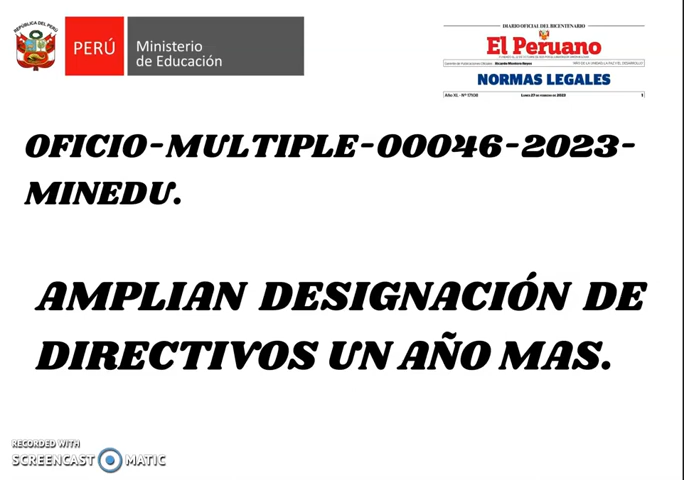 REPÚBLICA DEL PERÚ
PERÚ
Ministerio
de Educación
DIARIO OFICIAL DEL BICENTENARIO
El Peruano
NORMAS LEGALES
OFICIO-MULTIPLE-00046-2023-
MINEDU.
AMPLIAN DESIGNACIÓN DE
DIRECTIVOS UN AÑO MAS.
RECORDED WITH
SCREENCAST MATIC